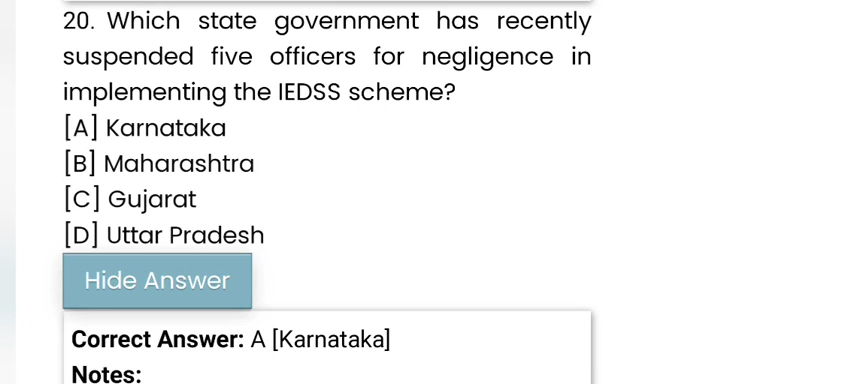 20. Which state government has recently
suspended five officers for negligence in
implementing the IEDSS scheme?
[A] Karnataka
[B] Maharashtra
[C] Gujarat
[D] Uttar Pradesh
Hide Answer
Correct Answer: A [Karnataka]
Notes: